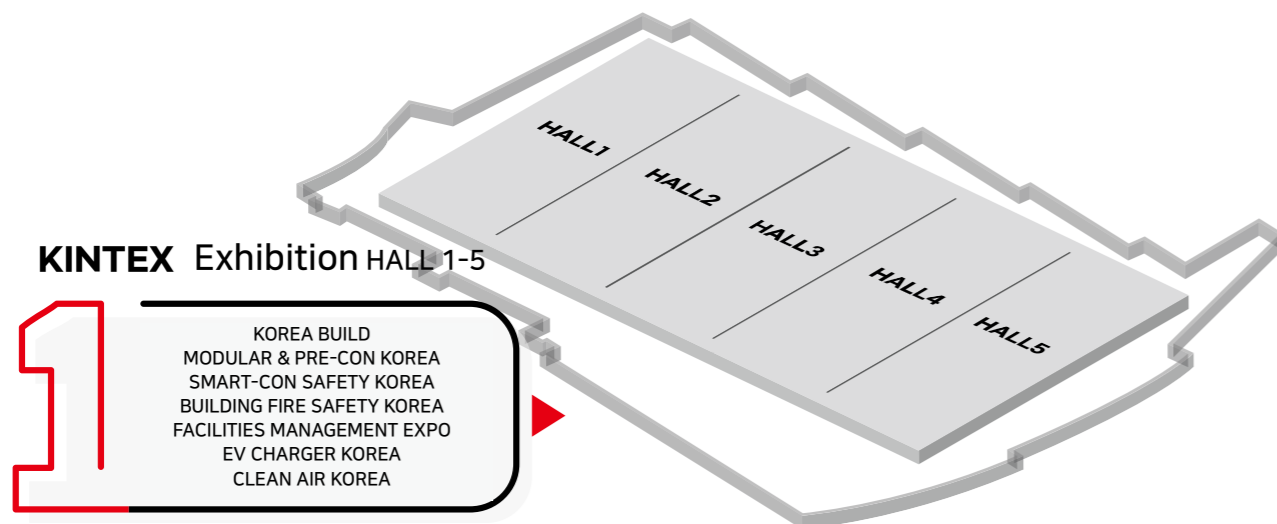 HALL1
HALL2
HALL3
HALL4
HALL5
KINTEX Exhibition HALL 1-5
1
KOREA BUILD
MODULAR & PRE-CON KOREA
SMART-CON SAFETY KOREA
BUILDING FIRE SAFETY KOREA
FACILITIES MANAGEMENT EXPO
EV CHARGER KOREA
CLEAN AIR KOREA